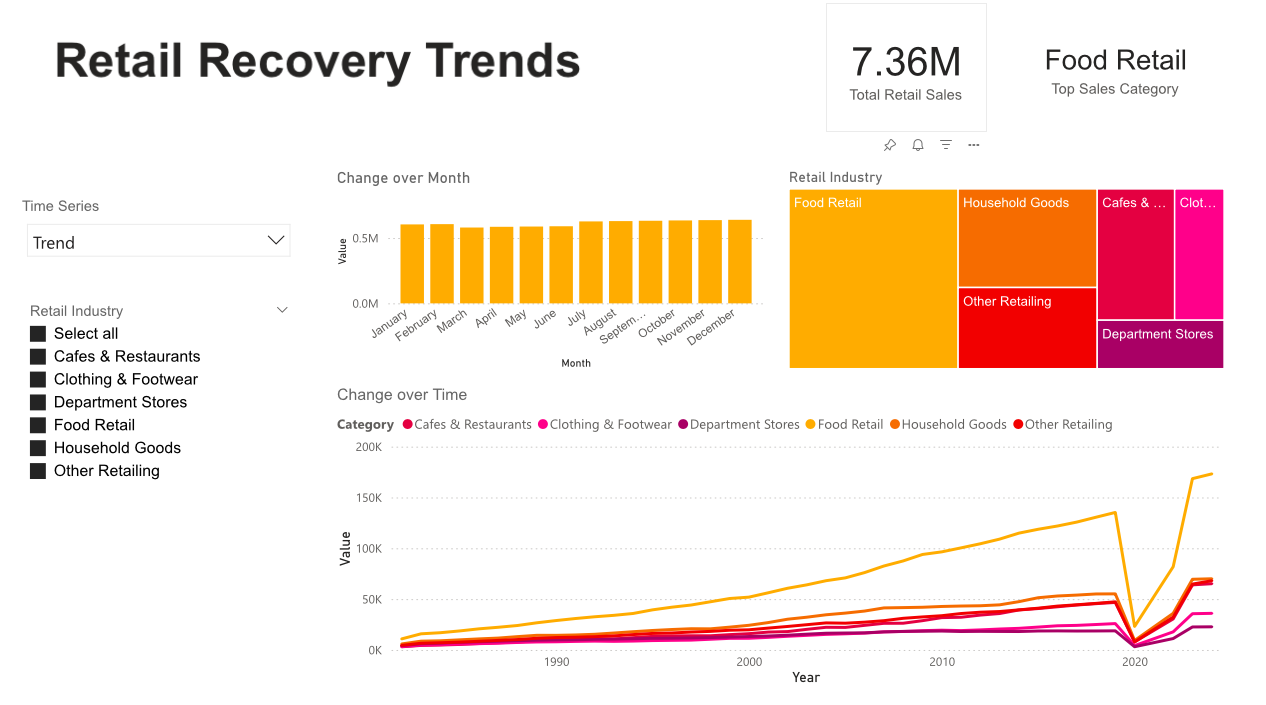 Retail Recovery Trends
7.36M
Total Retail Sales
Food Retail
Top Sales Category
Time Series
Trend
Retail Industry
Select all
Cafes & Restaurants
Clothing & Footwear
Department Stores
Food Retail
Household Goods
Other Retailing
Change over Month
Value
0.5M
0.0M
January
February
March
April
May
June
July
August
Septem...
October
November
December
Month
Retail Industry
Food Retail
Household Goods
Other Retailing
Cafes & ...
Clot...
Department Stores
Change over Time
Category Cafes & Restaurants Clothing & Footwear Department Stores Food Retail Household Goods Other Retailing
Value
200K
150K
100K
50K
0K
1990 2000 2010 2020
Year